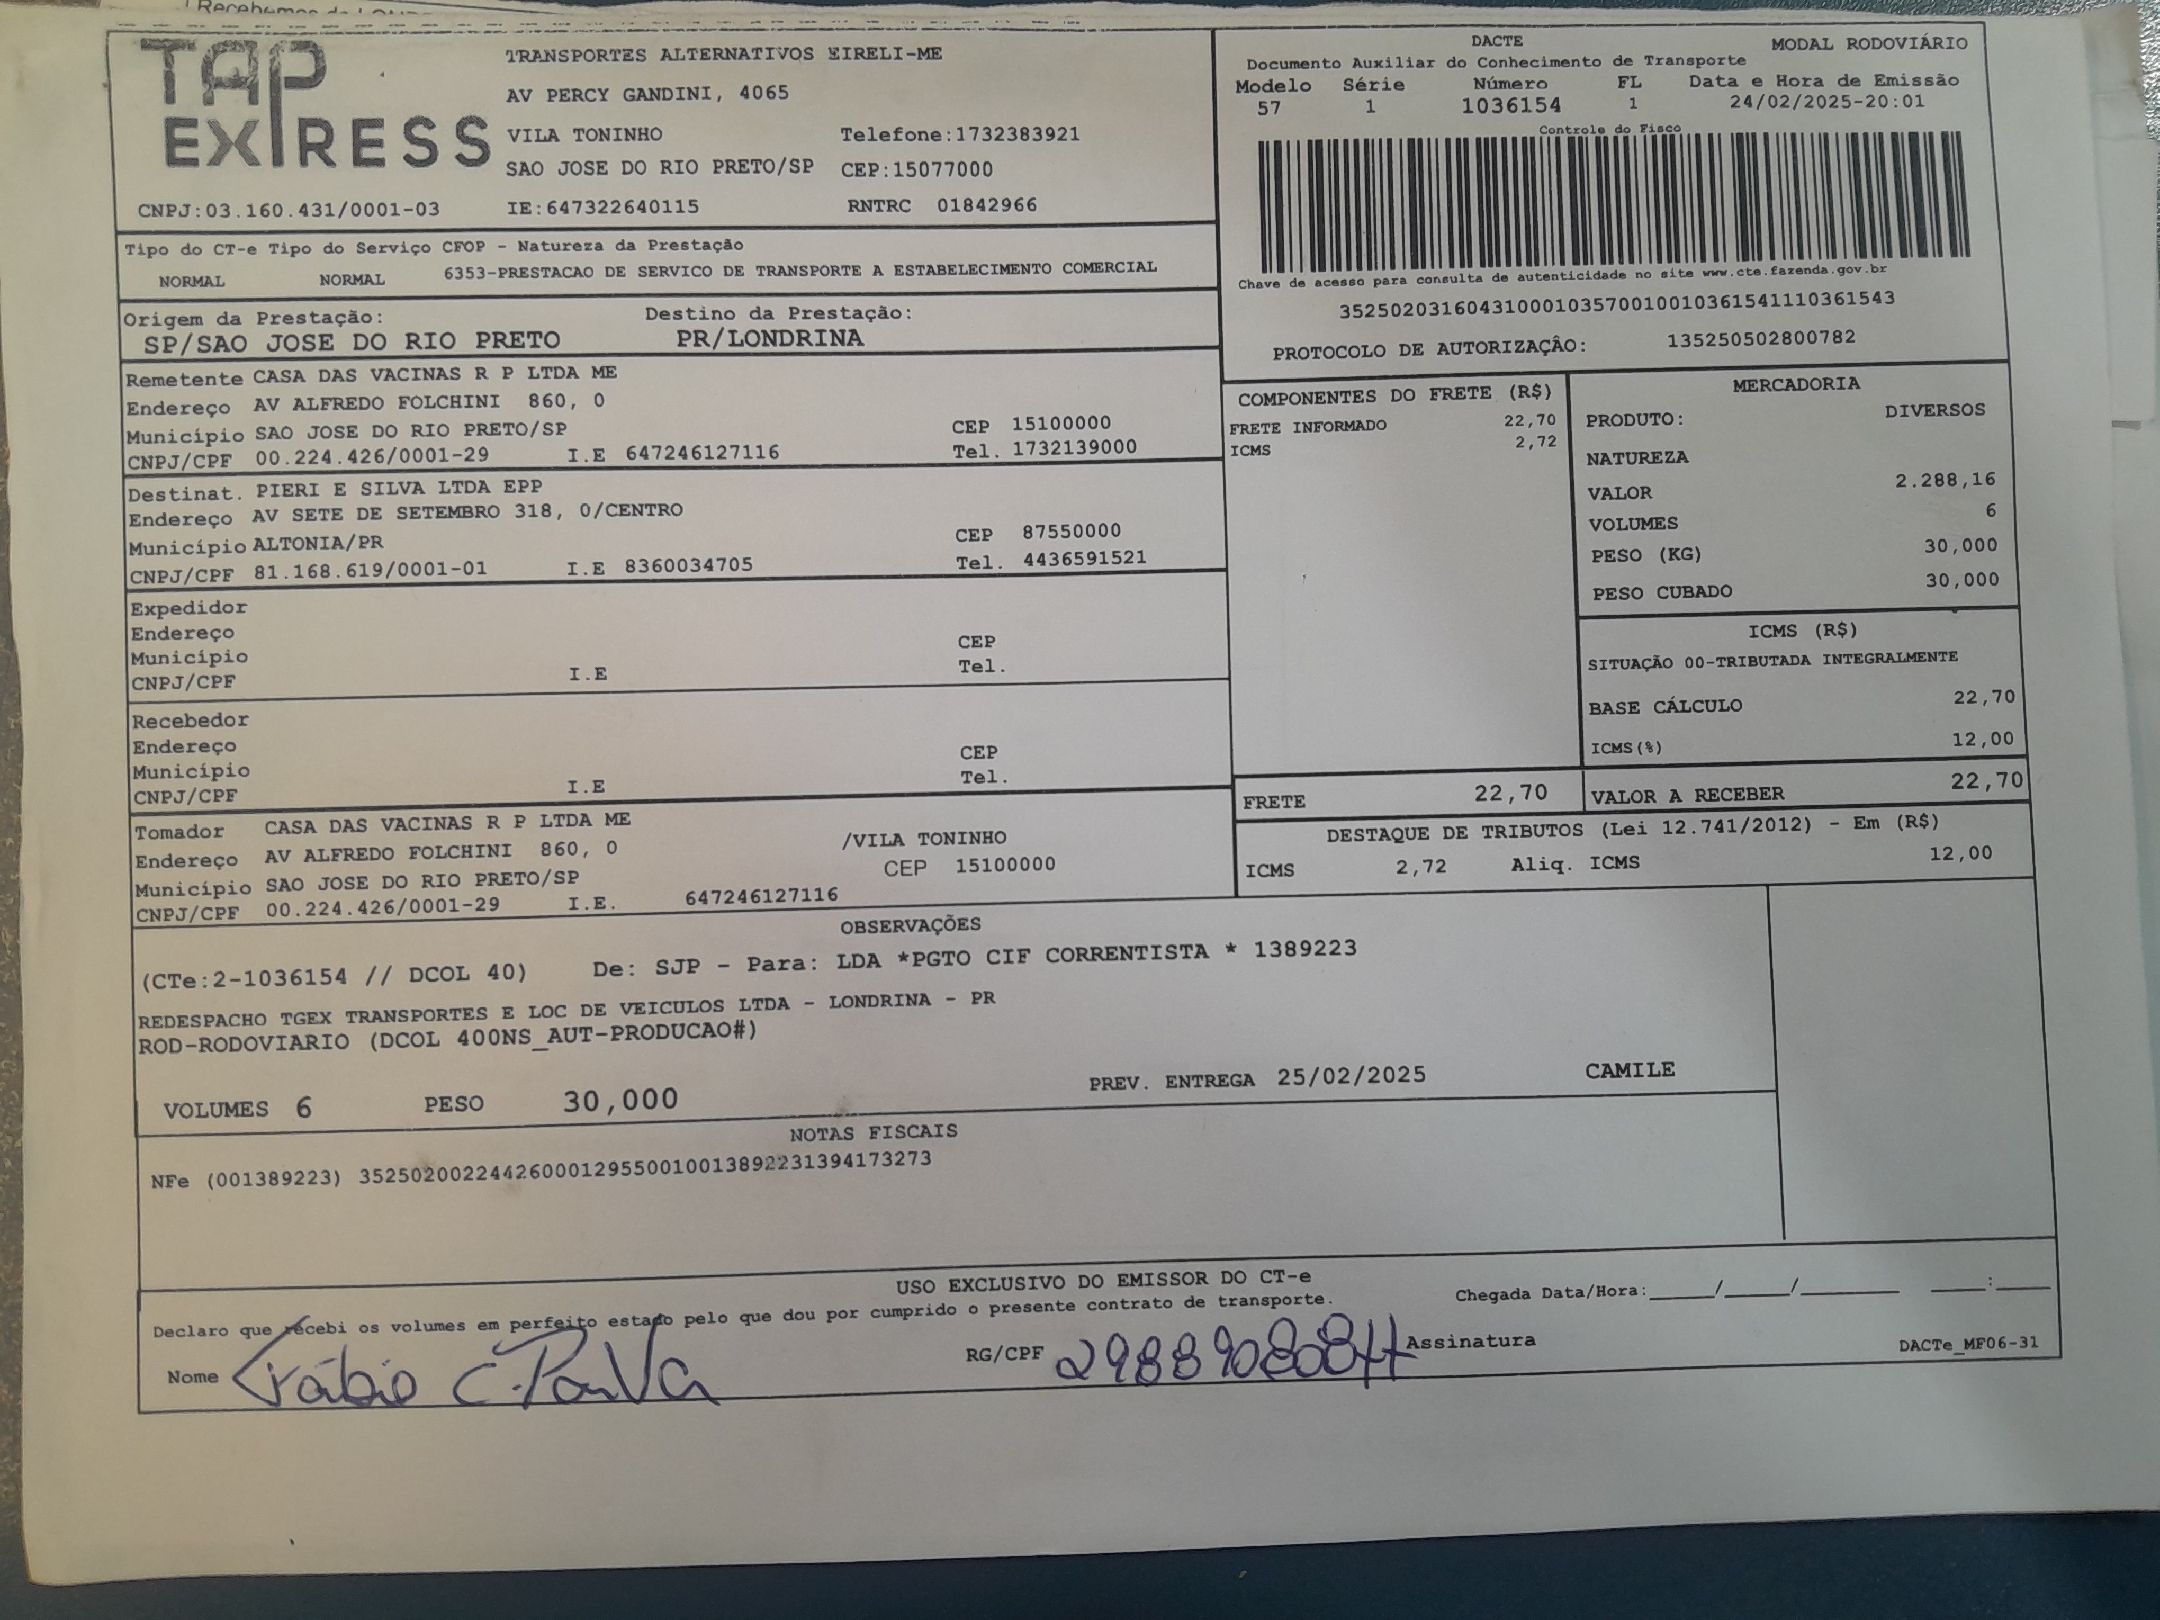 Recebemos de
TAP
EXPRESS
TRANSPORTES ALTERNATIVOS EIRELI-ME
AV PERCY GANDINI, 4065
VILA TONINHO Telefone:1732383921
SAO JOSE DO RIO PRETO/SP CEP:15077000
CNPJ:03.160.431/0001-03 IE:647322640115 RNTRC 01842966
DACTE MODAL RODOVIÁRIO
Documento Auxiliar do Conhecimento de Transporte
Modelo Série Número FL Data e Hora de Emissão
57 1 1036154 1 24/02/2025-20:01
Controle do Fisco
Chave de acesso para consulta de autenticidade no site www.cte.fazenda.gov.br
35250203160431000103570010010361541110361543
PROTOCOLO DE AUTORIZAÇÂO: 135250502800782
Tipo do CT-e Tipo do Serviço CFOP - Natureza da Prestação
NORMAL NORMAL 6353-PRESTACAO DE SERVICO DE TRANSPORTE A ESTABELECIMENTO COMERCIAL
Origem da Prestação: Destino da Prestação:
SP/SAO JOSE DO RIO PRETO PR/LONDRINA
Remetente CASA DAS VACINAS R P LTDA ME
Endereço AV ALFREDO FOLCHINI 860, 0
Município SAO JOSE DO RIO PRETO/SP CEP 15100000
CNPJ/CPF 00.224.426/0001-29 I.E 647246127116 Tel. 1732139000
Destinat. PIERI E SILVA LTDA EPP
Endereço AV SETE DE SETEMBRO 318, 0/CENTRO
Município ALTONIA/PR CEP 87550000
CNPJ/CPF 81.168.619/0001-01 I.E 8360034705 Tel. 4436591521
Expedidor
Endereço
Município CEP
CNPJ/CPF I.E Tel.
Recebedor
Endereço
Município CEP
CNPJ/CPF I.E Tel.
Tomador CASA DAS VACINAS R P LTDA ME
Endereço AV ALFREDO FOLCHINI 860, 0 /VILA TONINHO
Município SAO JOSE DO RIO PRETO/SP CEP 15100000
CNPJ/CPF 00.224.426/0001-29 I.E. 647246127116
COMPONENTES DO FRETE (R$)
FRETE INFORMADO 22,70
ICMS 2,72
MERCADORIA
PRODUTO: DIVERSOS
NATUREZA
VALOR 2.288,16
VOLUMES 6
PESO (KG) 30,000
PESO CUBADO 30,000
ICMS (R$)
SITUAÇÃO 00-TRIBUTADA INTEGRALMENTE
BASE CÁLCULO 22,70
ICMS(%) 12,00
FRETE 22,70 VALOR A RECEBER 22,70
DESTAQUE DE TRIBUTOS (Lei 12.741/2012) - Em (R$)
ICMS 2,72 Aliq. ICMS 12,00
OBSERVAÇÕES
(CTe:2-1036154 // DCOL 40) De: SJP - Para: LDA *PGTO CIF CORRENTISTA * 1389223
REDESPACHO TGEX TRANSPORTES E LOC DE VEICULOS LTDA - LONDRINA - PR
ROD-RODOVIARIO (DCOL 400NS_AUT-PRODUCAO#)
VOLUMES 6 PESO 30,000 PREV. ENTREGA 25/02/2025 CAMILE
NOTAS FISCAIS
NFe (001389223) 35250200224426000129550010013892231394173273
USO EXCLUSIVO DO EMISSOR DO CT-e
Declaro que recebi os volumes em perfeito estado pelo que dou por cumprido o presente contrato de transporte. Chegada Data/Hora:_____/_____/________ ____:____
Nome Fábio C. Paiva RG/CPF Assinatura DACTe_MF06-31